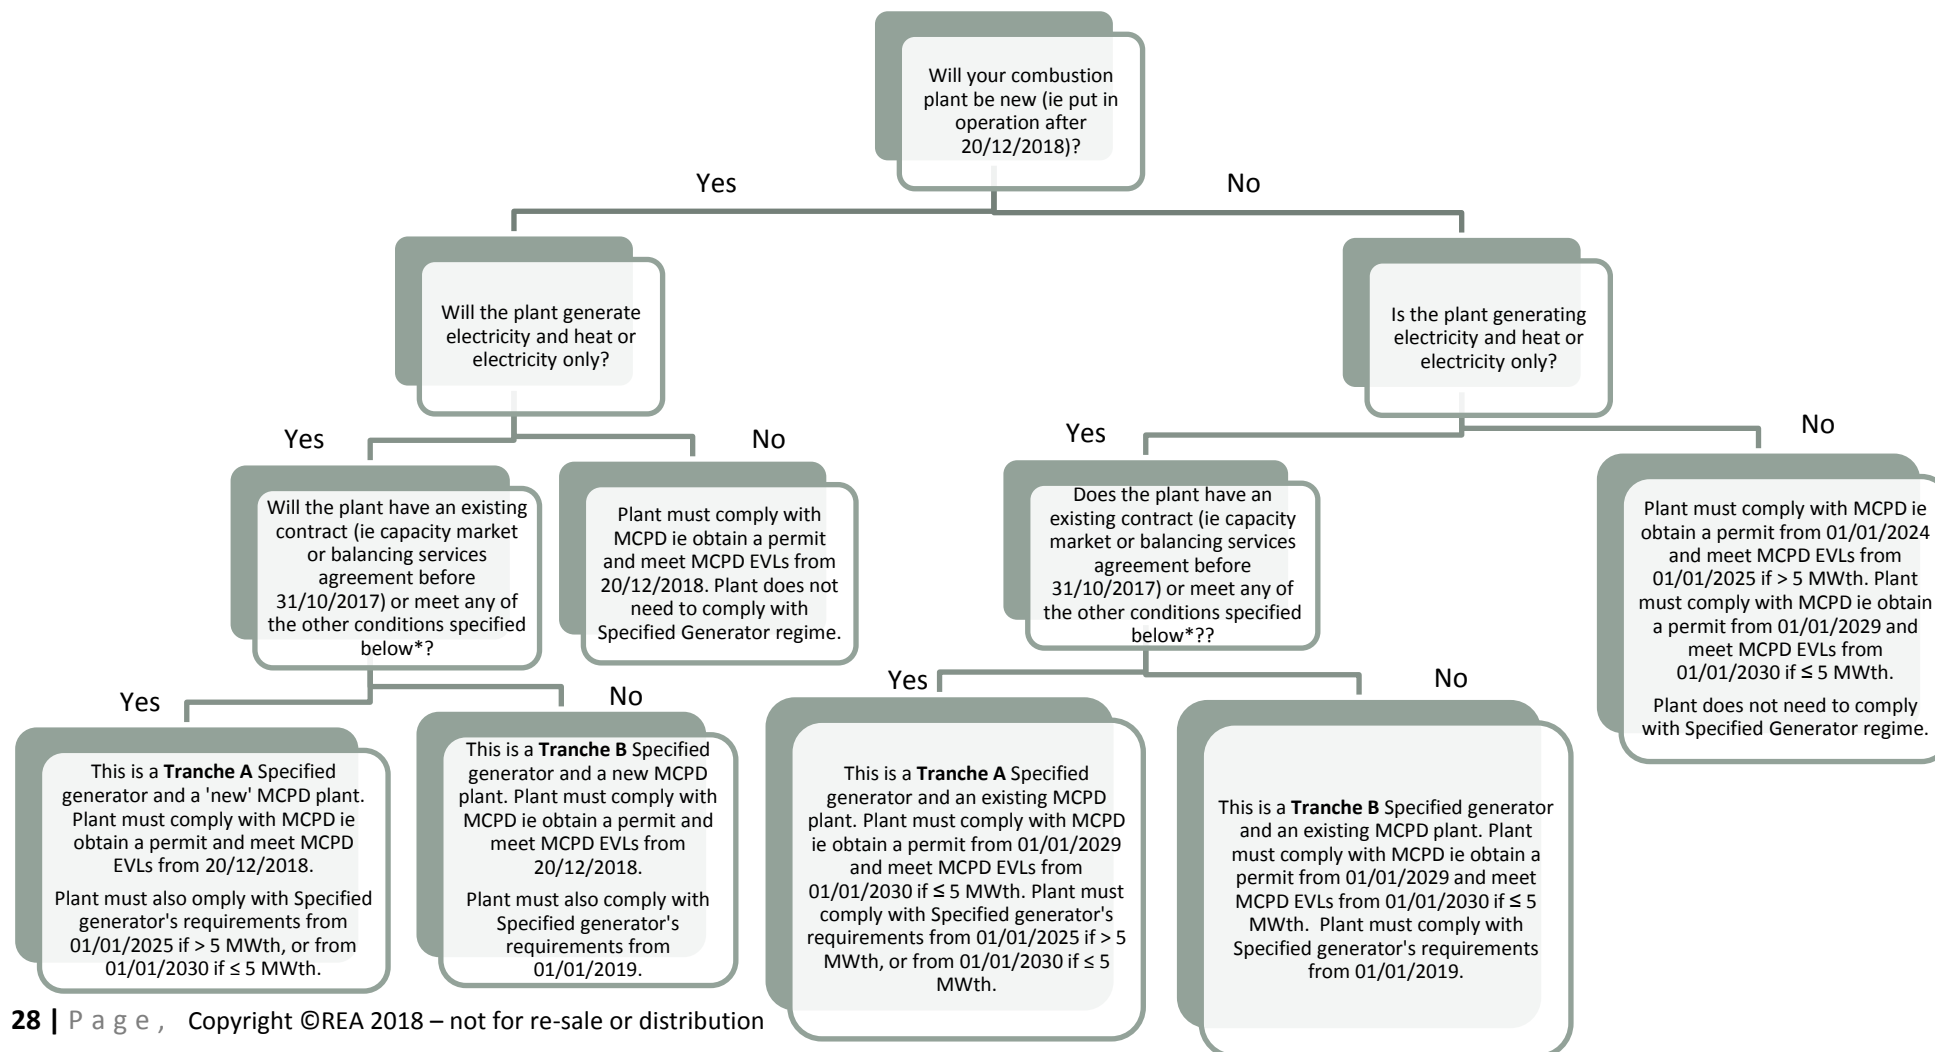 Will your combustion
plant be new (ie put in
operation after
20/12/2018)?
Yes
No
Will the plant generate
electricity and heat or
electricity only?
Is the plant generating
electricity and heat or
electricity only?
Yes
No
Yes
No
Will the plant have an existing
contract (ie capacity market
or balancing services
agreement before
31/10/2017) or meet any of
the other conditions specified
below*?
Plant must comply with
MCPD ie obtain a permit
and meet MCPD EVLs from
20/12/2018. Plant does not
need to comply with
Specified Generator regime.
Does the plant have an
existing contract (ie capacity
market or balancing services
agreement before
31/10/2017) or meet any of
the other conditions specified
below*??
Plant must comply with MCPD ie
obtain a permit from 01/01/2024
and meet MCPD EVLs from
01/01/2025 if > 5 MWth. Plant
must comply with MCPD ie obtain
a permit from 01/01/2029 and
meet MCPD EVLs from
01/01/2030 if ≤ 5 MWth.
Plant does not need to comply
with Specified Generator regime.
Yes
No
Yes
No
This is a Tranche A Specified
generator and a 'new' MCPD plant.
Plant must comply with MCPD ie
obtain a permit and meet MCPD
EVLs from 20/12/2018.
Plant must also omply with Specified
generator's requirements from
01/01/2025 if > 5 MWth, or from
01/01/2030 if ≤ 5 MWth.
This is a Tranche B Specified
generator and a new MCPD
plant. Plant must comply with
MCPD ie obtain a permit and
meet MCPD EVLs from
20/12/2018.
Plant must also comply with
Specified generator's
requirements from
01/01/2019.
This is a Tranche A Specified
generator and an existing MCPD
plant. Plant must comply with MCPD
ie obtain a permit from 01/01/2029
and meet MCPD EVLs from
01/01/2030 if ≤ 5 MWth. Plant must
comply with Specified generator's
requirements from 01/01/2025 if > 5
MWth, or from 01/01/2030 if ≤ 5
MWth.
This is a Tranche B Specified generator
and an existing MCPD plant. Plant
must comply with MCPD ie obtain a
permit from 01/01/2029 and meet
MCPD EVLs from 01/01/2030 if ≤ 5
MWth. Plant must comply with
Specified generator's requirements
from 01/01/2019.
28 | Page, Copyright ©REA 2018 – not for re-sale or distribution